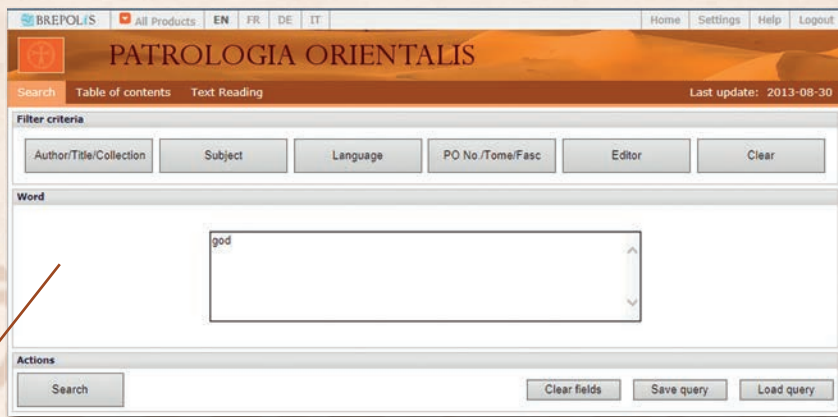 BREPOLiS All Products EN FR DE IT Home Settings Help Logout
PATROLOGIA ORIENTALIS
Search Table of contents Text Reading Last update: 2013-08-30
Filter criteria
Author/Title/Collection Subject Language PO No./Tome/Fasc Editor Clear
Word
god
Actions
Search Clear fields Save query Load query